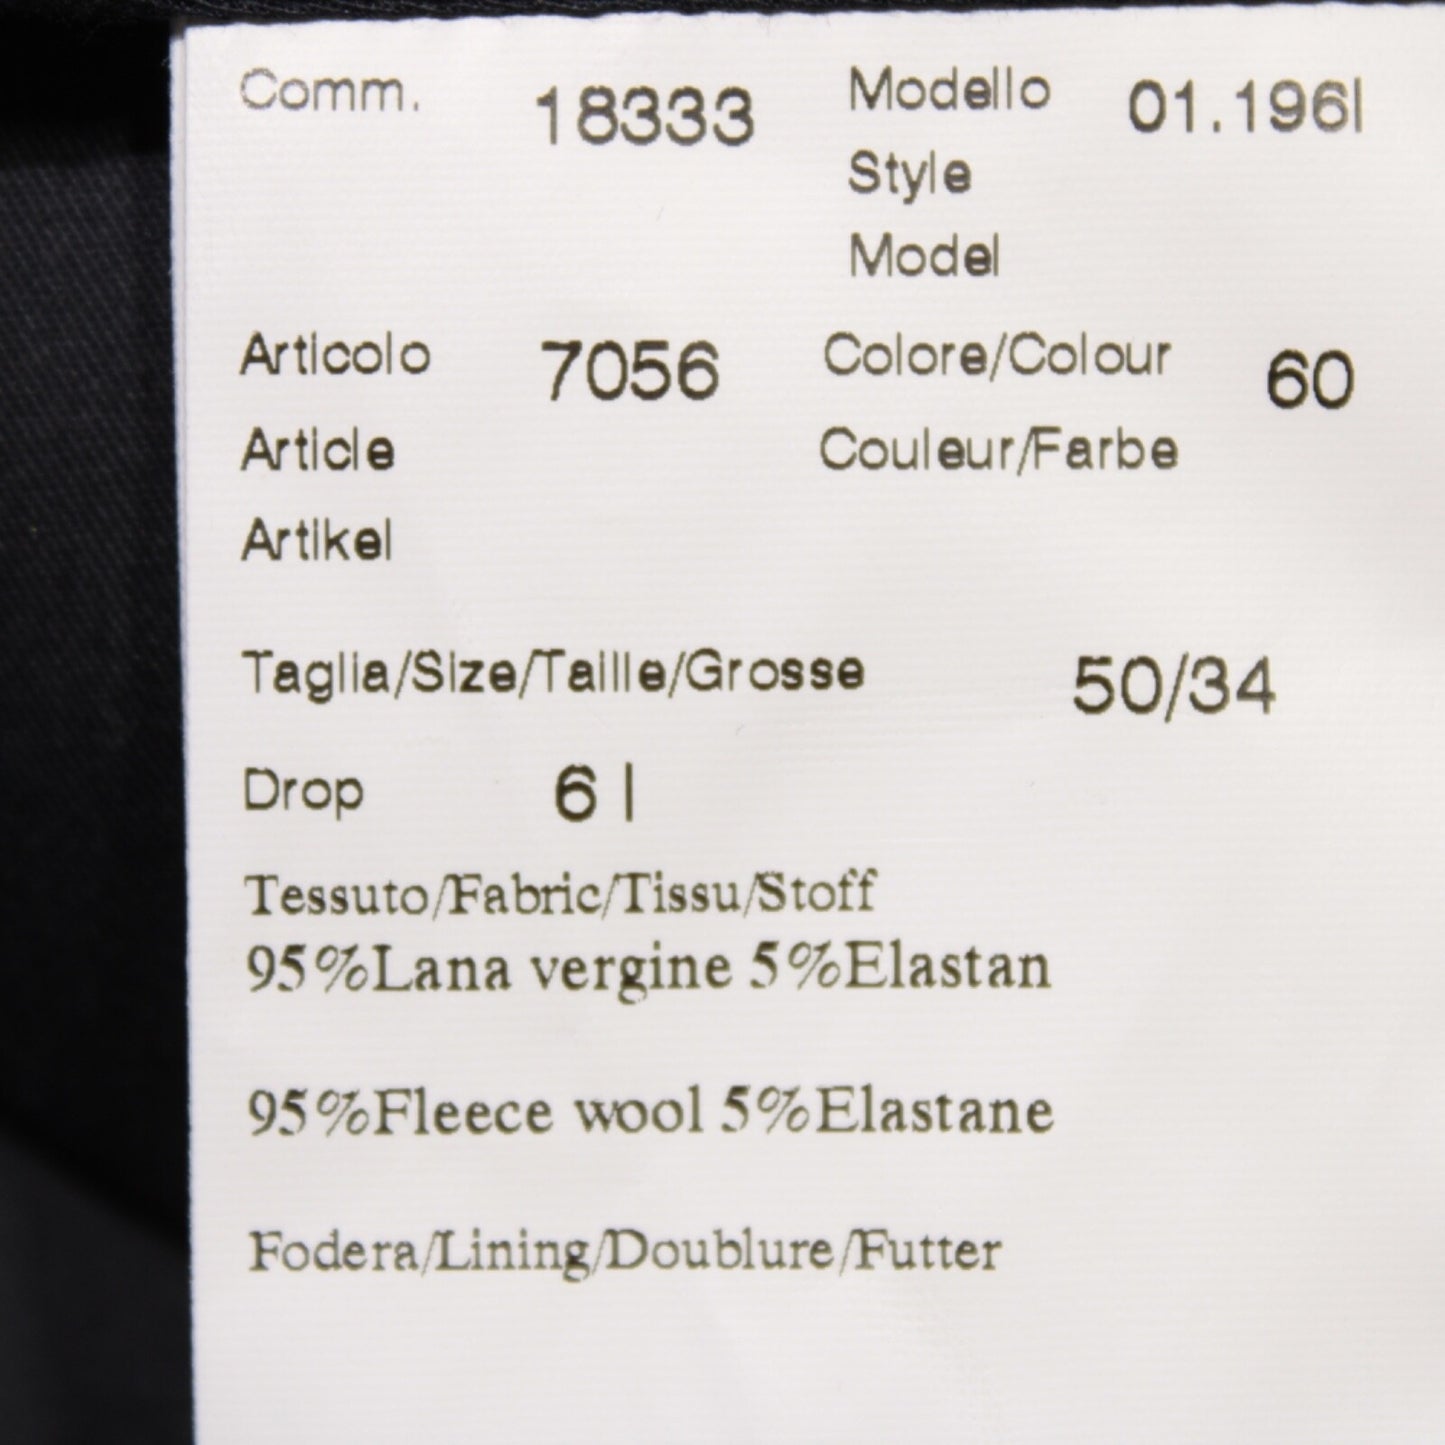 Comm. 18333 Modello 01.196l
Style
Model
Articolo 7056 Colore/Colour 60
Article Couleur/Farbe
Artikel
Taglia/Size/Taille/Grosse 50/34
Drop 6 l
Tessuto/Fabric/Tissu/Stoff
95%Lana vergine 5%Elastan
95%Fleece wool 5%Elastane
Fodera/Lining/Doublure/Futter